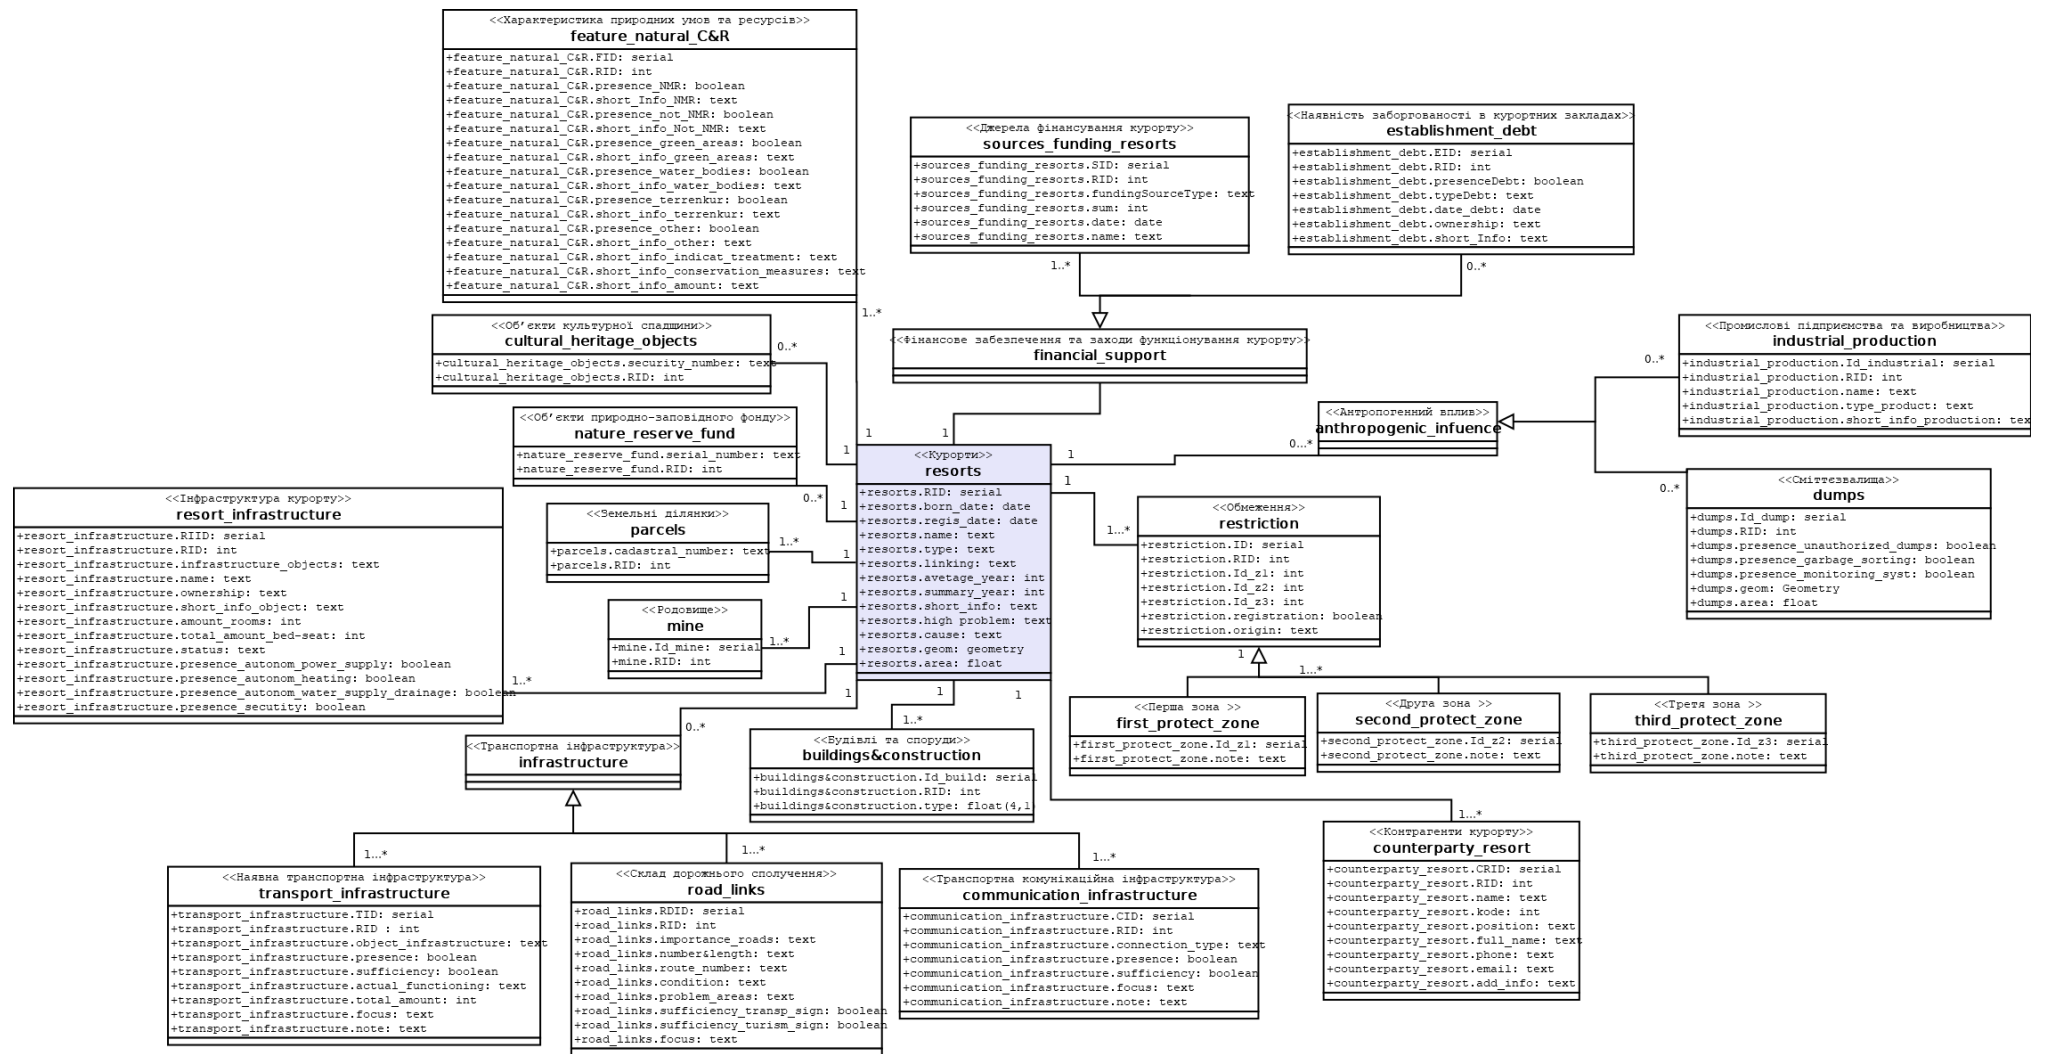 <<Характеристика природних умов та ресурсів>>
feature_natural_C&R
+feature_natural_C&R.FID: serial
+feature_natural_C&R.RID: int
+feature_natural_C&R.presence_NMR: boolean
+feature_natural_C&R.short_Info_NMR: text
+feature_natural_C&R.presence_not_NMR: boolean
+feature_natural_C&R.short_info_Not_NMR: text
+feature_natural_C&R.presence_green_areas: boolean
+feature_natural_C&R.short_info_green_areas: text
+feature_natural_C&R.presence_water_bodies: boolean
+feature_natural_C&R.short_info_water_bodies: text
+feature_natural_C&R.presence_terrenkur: boolean
+feature_natural_C&R.short_info_terrenkur: text
+feature_natural_C&R.presence_other: boolean
+feature_natural_C&R.short_info_other: text
+feature_natural_C&R.short_info_indicat_treatment: text
+feature_natural_C&R.short_info_conservation_measures: text
+feature_natural_C&R.short_info_amount: text
1..*
1
<<Джерела фінансування курорту>>
sources_funding_resorts
+sources_funding_resorts.SID: serial
+sources_funding_resorts.RID: int
+sources_funding_resorts.fundingSourceType: text
+sources_funding_resorts.sum: int
+sources_funding_resorts.date: date
+sources_funding_resorts.name: text
1..*
<<Наявність заборгованості в курортних закладах>>
establishment_debt
+establishment_debt.EID: serial
+establishment_debt.RID: int
+establishment_debt.presenceDebt: boolean
+establishment_debt.typeDebt: text
+establishment_debt.date_debt: date
+establishment_debt.ownership: text
+establishment_debt.short_Info: text
0..*
<<Фінансове забезпечення та заходи функціонування курорту>>
financial_support
1
<<Об’єкти культурної спадщини>>
cultural_heritage_objects
+cultural_heritage_objects.security_number: text
+cultural_heritage_objects.RID: int
0..*
1
<<Промислові підприємства та виробництва>>
industrial_production
+industrial_production.Id_industrial: serial
+industrial_production.RID: int
+industrial_production.name: text
+industrial_production.type_product: text
+industrial_production.short_info_production: tex
0..*
<<Антропогенний вплив>>
anthropogenic_infuence
0...*
1
<<Об’єкти природно-заповідного фонду>>
nature_reserve_fund
+nature_reserve_fund.serial_number: text
+nature_reserve_fund.RID: int
0..*
1
<<Курорти>>
resorts
+resorts.RID: serial
+resorts.born_date: date
+resorts.regis_date: date
+resorts.name: text
+resorts.type: text
+resorts.linking: text
+resorts.avetage_year: int
+resorts.summary_year: int
+resorts.short_info: text
+resorts.high problem: text
+resorts.cause: text
+resorts.geom: geometry
+resorts.area: float
<<Сміттєзвалища>>
dumps
+dumps.Id_dump: serial
+dumps.RID: int
+dumps.presence_unauthorized_dumps: boolean
+dumps.presence_garbage_sorting: boolean
+dumps.presence_monitoring_syst: boolean
+dumps.geom: Geometry
+dumps.area: float
0..*
<<Інфраструктура курорту>>
resort_infrastructure
+resort_infrastructure.RIID: serial
+resort_infrastructure.RID: int
+resort_infrastructure.infrastructure_objects: text
+resort_infrastructure.name: text
+resort_infrastructure.ownership: text
+resort_infrastructure.short_info_object: text
+resort_infrastructure.amount_rooms: int
+resort_infrastructure.total_amount_bed-seat: int
+resort_infrastructure.status: text
+resort_infrastructure.presence_autonom_power_supply: boolean
+resort_infrastructure.presence_autonom_heating: boolean
+resort_infrastructure.presence_autonom_water_supply_drainage: boolean
+resort_infrastructure.presence_secutity: boolean
1..*
1
<<Земельні ділянки>>
parcels
+parcels.cadastral_number: text
+parcels.RID: int
1..*
1
<<Обмеження>>
restriction
+restriction.ID: serial
+restriction.RID: int
+restriction.Id_z1: int
+restriction.Id_z2: int
+restriction.Id_z3: int
+restriction.registration: boolean
+restriction.origin: text
1
1...*
1
1...*
<<Родовище>>
mine
+mine.Id_mine: serial
+mine.RID: int
1..*
1
<<Перша зона >>
first_protect_zone
+first_protect_zone.Id_z1: serial
+first_protect_zone.note: text
<<Друга зона >>
second_protect_zone
+second_protect_zone.Id_z2: serial
+second_protect_zone.note: text
<<Третя зона >>
third_protect_zone
+third_protect_zone.Id_z3: serial
+third_protect_zone.note: text
1
0..*
<<Транспортна інфраструктура>>
infrastructure
1
1..*
<<Будівлі та споруди>>
buildings&construction
+buildings&construction.Id_build: serial
+buildings&construction.RID: int
+buildings&construction.type: float(4,1)
1
1...*
<<Контрагенти курорту>>
counterparty_resort
+counterparty_resort.CRID: serial
+counterparty_resort.RID: int
+counterparty_resort.name: text
+counterparty_resort.kode: int
+counterparty_resort.position: text
+counterparty_resort.full_name: text
+counterparty_resort.phone: text
+counterparty_resort.email: text
+counterparty_resort.add_info: text
1...*
<<Наявна транспортна інфраструктура>>
transport_infrastructure
+transport_infrastructure.TID: serial
+transport_infrastructure.RID : int
+transport_infrastructure.object_infrastructure: text
+transport_infrastructure.presence: boolean
+transport_infrastructure.sufficiency: boolean
+transport_infrastructure.actual_functioning: text
+transport_infrastructure.total_amount: int
+transport_infrastructure.focus: text
+transport_infrastructure.note: text
1...*
<<Склад дорожнього сполучення>>
road_links
+road_links.RDID: serial
+road_links.RID: int
+road_links.importance_roads: text
+road_links.number&length: text
+road_links.route_number: text
+road_links.condition: text
+road_links.problem_areas: text
+road_links.sufficiency_transp_sign: boolean
+road_links.sufficiency_turism_sign: boolean
+road_links.focus: text
1...*
<<Транспортна комунікаційна інфраструктура>>
communication_infrastructure
+communication_infrastructure.CID: serial
+communication_infrastructure.RID: int
+communication_infrastructure.connection_type: text
+communication_infrastructure.presence: boolean
+communication_infrastructure.sufficiency: boolean
+communication_infrastructure.focus: text
+communication_infrastructure.note: text